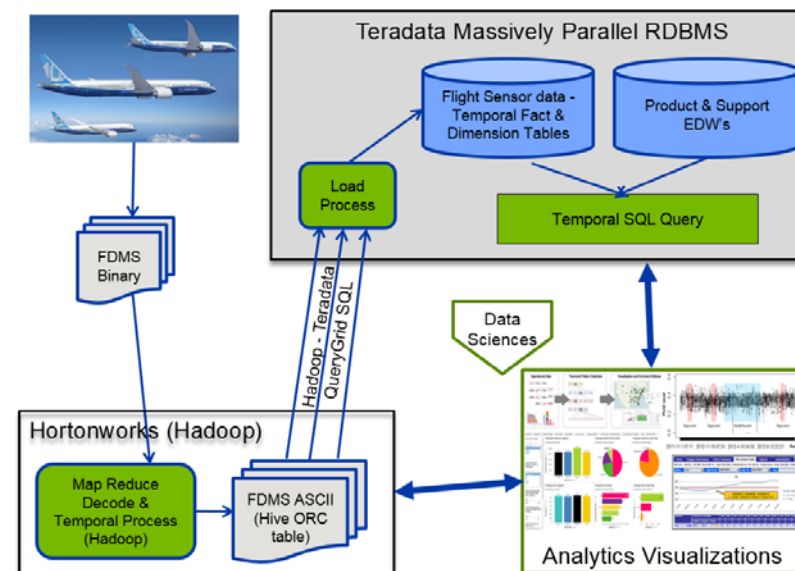 Teradata Massively Parallel RDBMS
Flight Sensor data -
Temporal Fact &
Dimension Tables
Product & Support
EDW's
Load
Process
Temporal SQL Query
FDMS
Binary
Hadoop - Teradata
QueryGrid SQL
Data
Sciences
Hortonworks (Hadoop)
Map Reduce
Decode &
Temporal Process
(Hadoop)
FDMS ASCII
(Hive ORC
table)
Analytics Visualizations